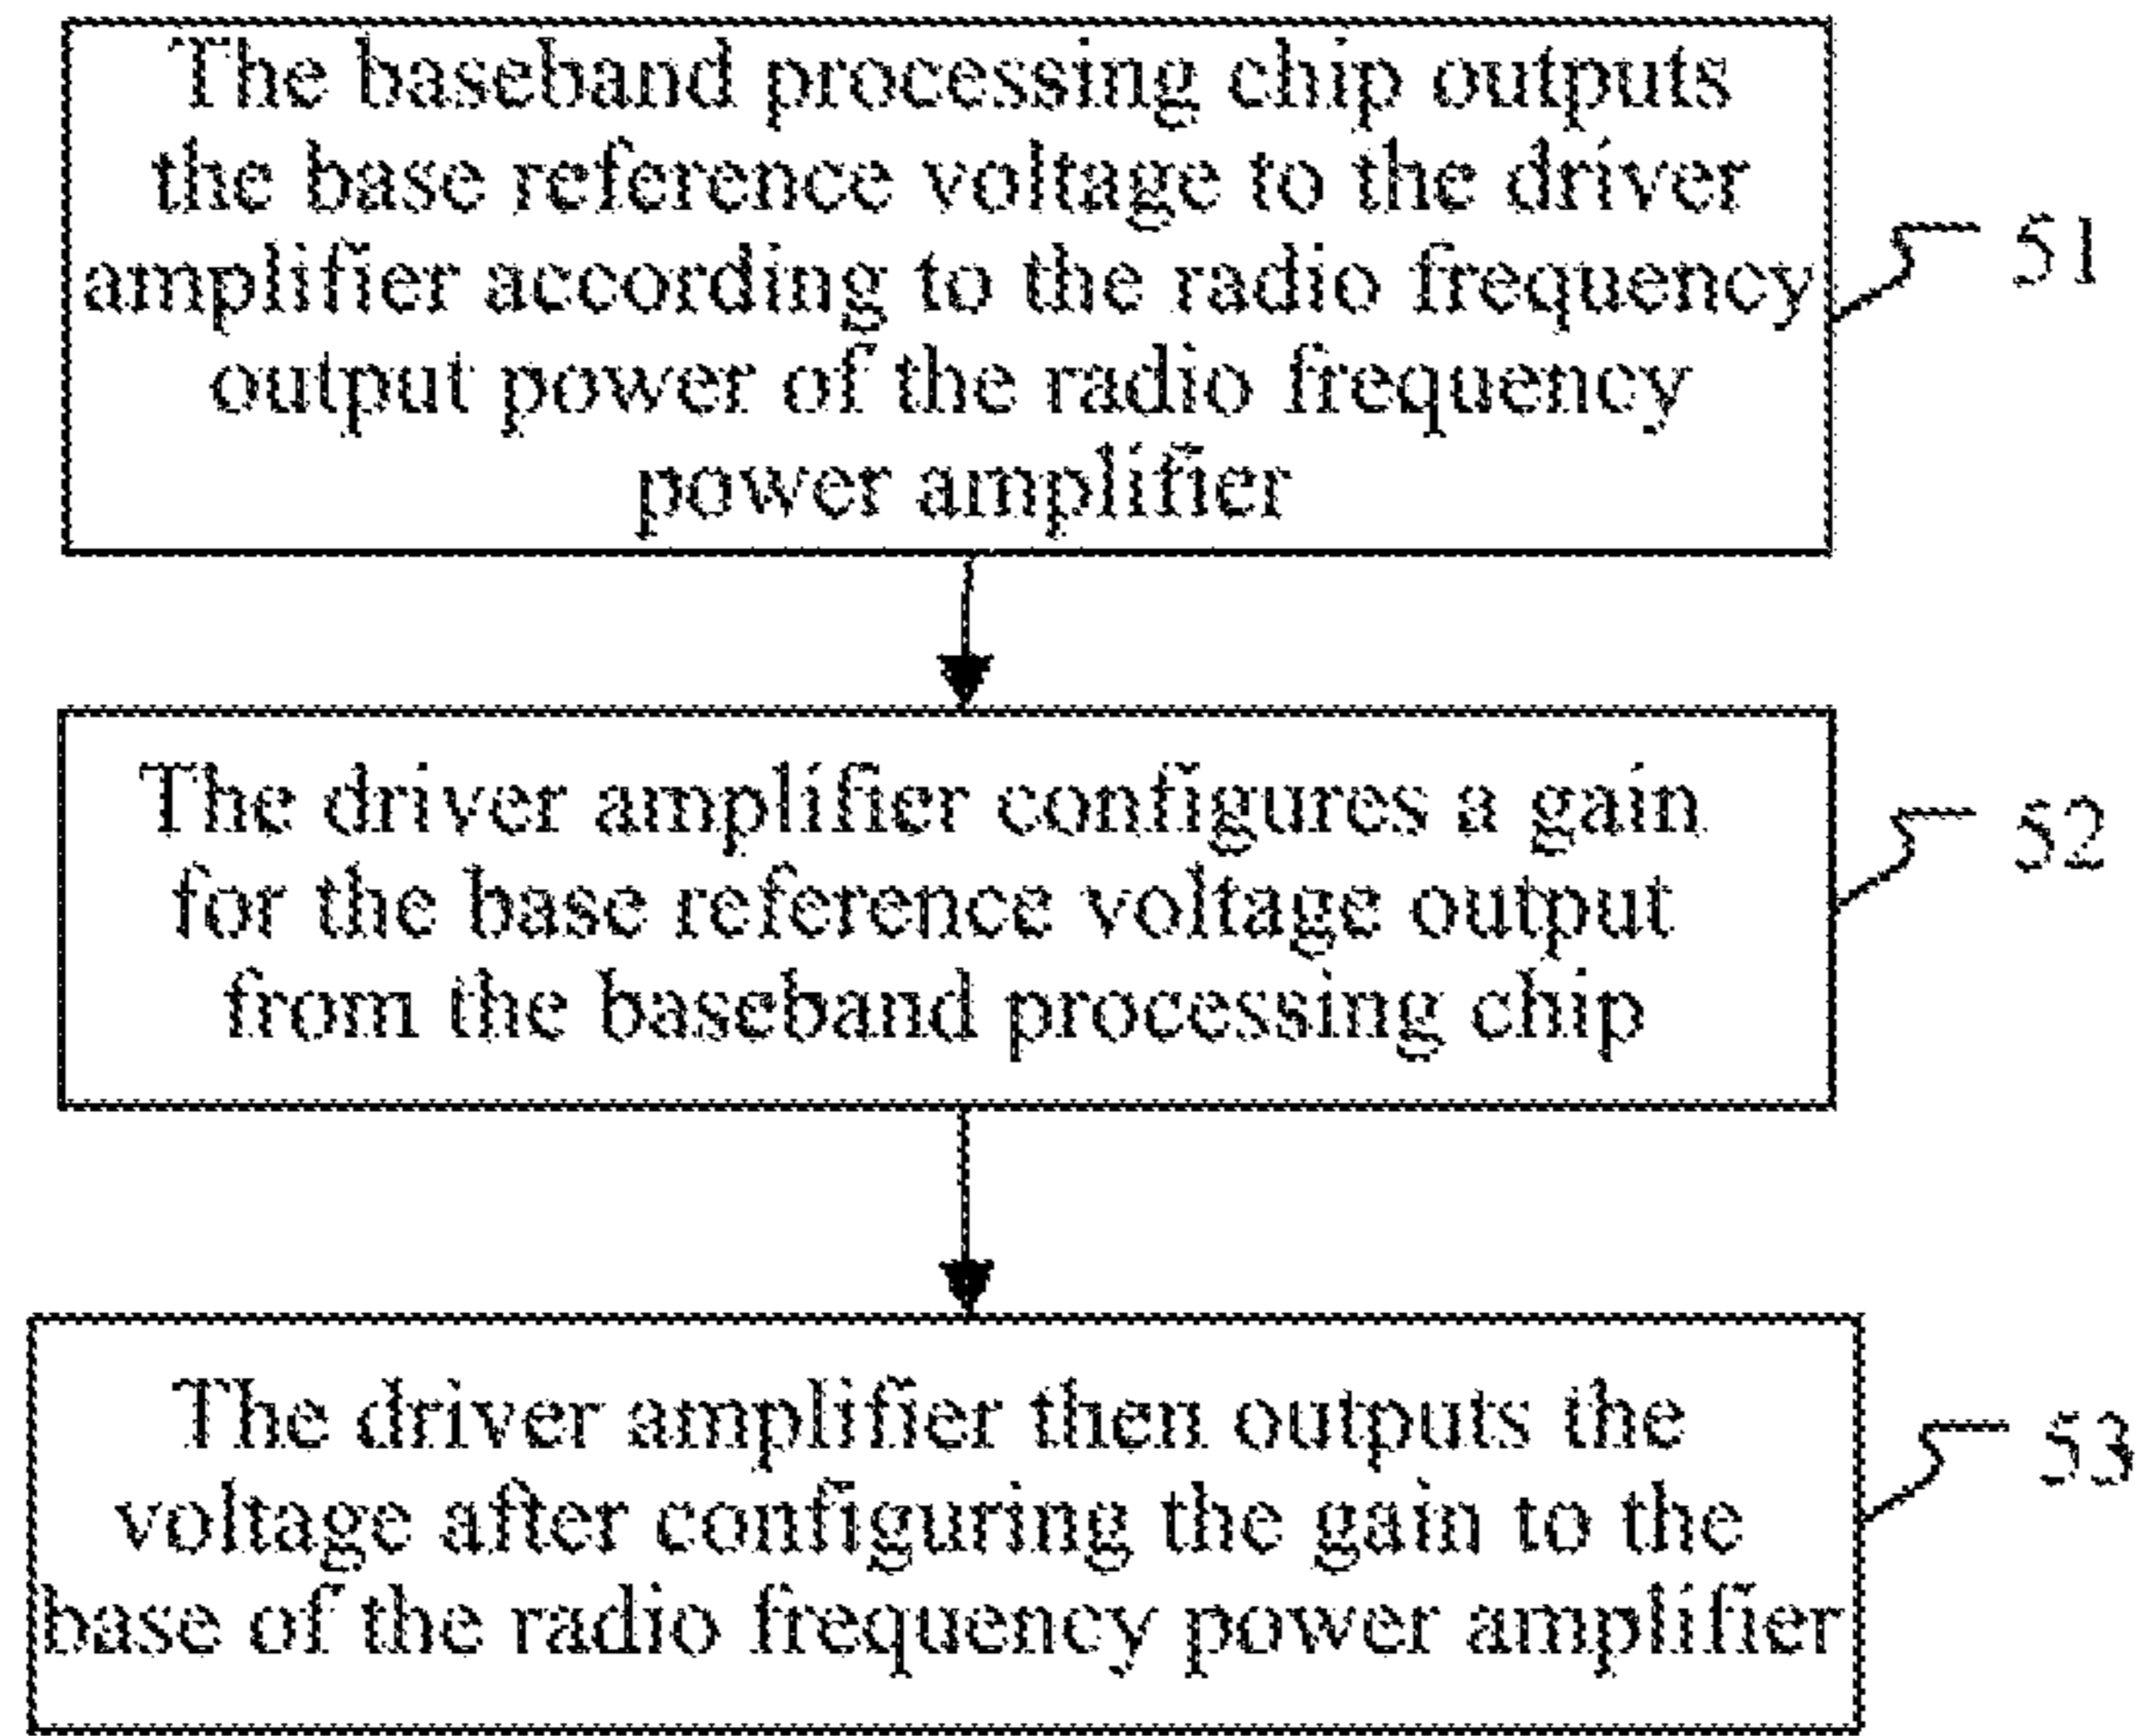 The baseband processing chip outputs
the base reference voltage to the driver
amplifier according to the radio frequency
output power of the radio frequency
power amplifier
51
The driver amplifier configures a gain
for the base reference voltage output
from the baseband processing chip
52
The driver amplifier then outputs the
voltage after configuring the gain to the
base of the radio frequency power amplifier
53